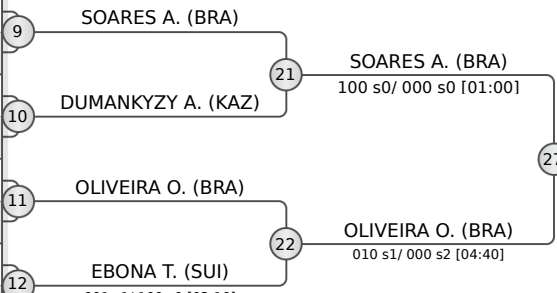 SOARES A. (BRA)
9
21
SOARES A. (BRA)
100 s0/ 000 s0 [01:00]
DUMANKYZY A. (KAZ)
10
27
OLIVEIRA O. (BRA)
11
22
OLIVEIRA O. (BRA)
010 s1/ 000 s2 [04:40]
EBONA T. (SUI)
12